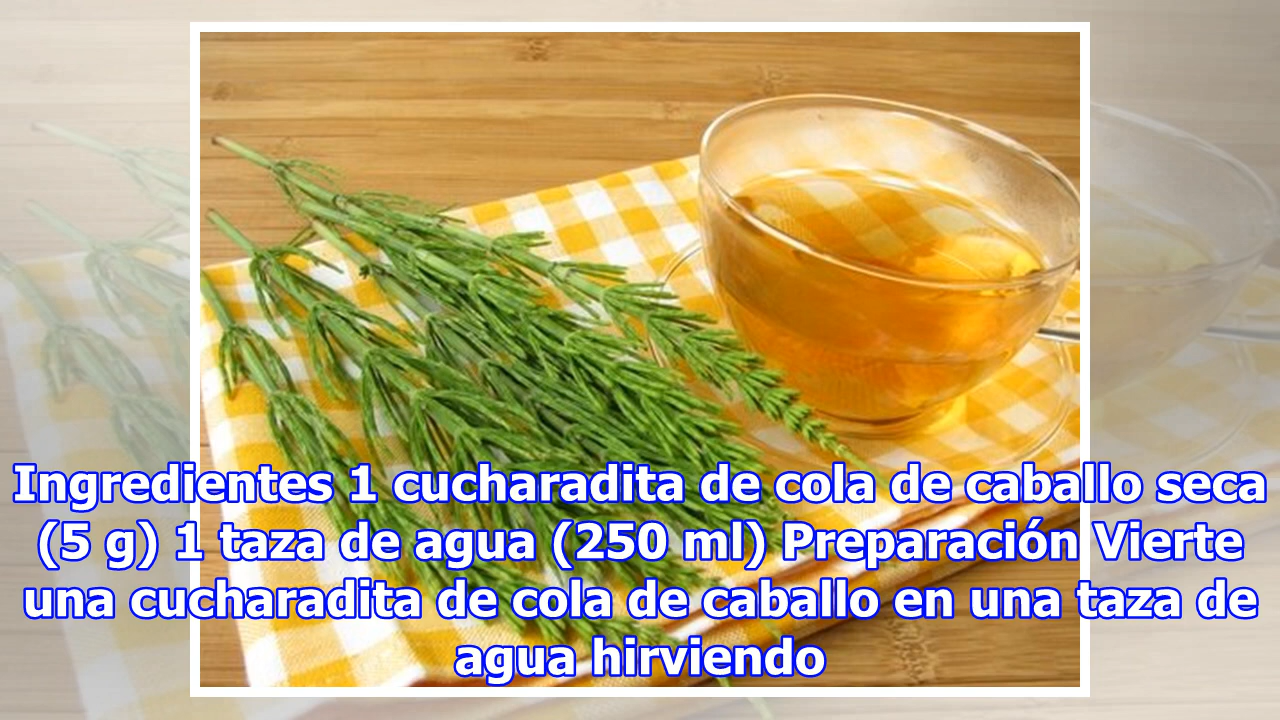 Ingredientes 1 cucharadita de cola de caballo seca
(5 g) 1 taza de agua (250 ml) Preparación Vierte
una cucharadita de cola de caballo en una taza de
agua hirviendo